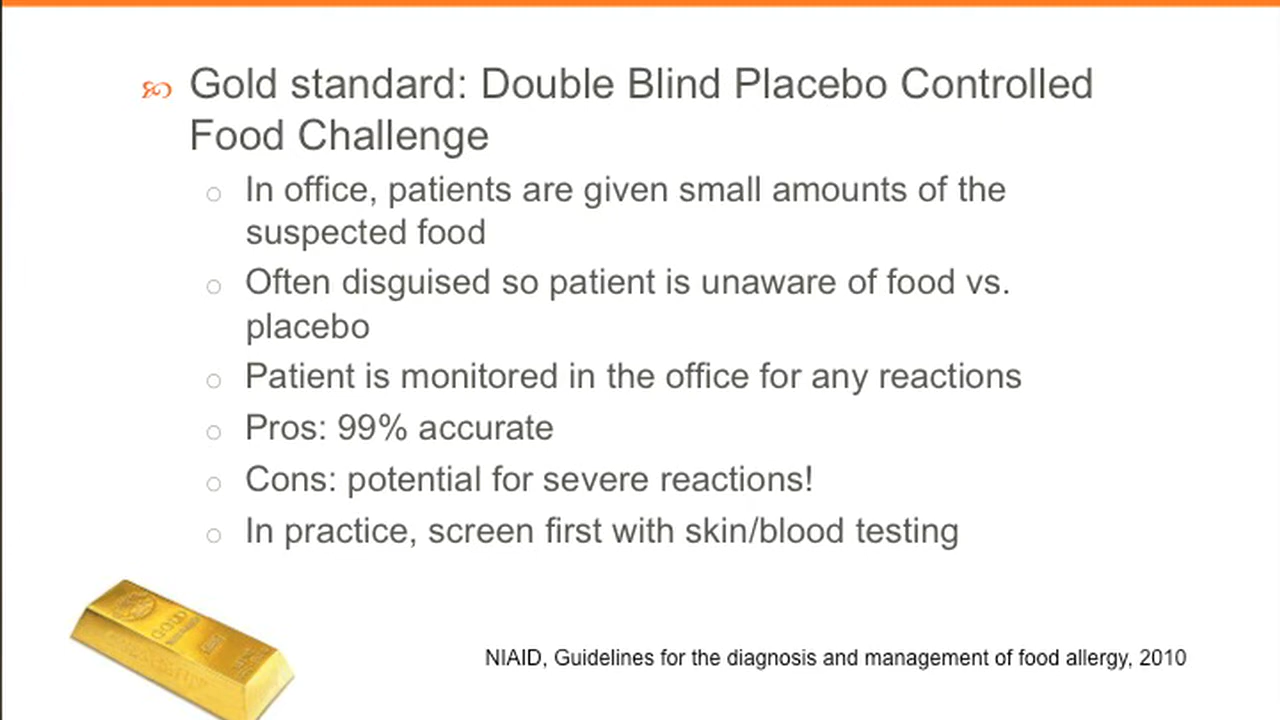 Gold standard: Double Blind Placebo Controlled
Food Challenge
In office, patients are given small amounts of the
suspected food
Often disguised so patient is unaware of food vs.
placebo
Patient is monitored in the office for any reactions
Pros: 99% accurate
Cons: potential for severe reactions!
In practice, screen first with skin/blood testing
GOLD
NIAID, Guidelines for the diagnosis and management of food allergy, 2010